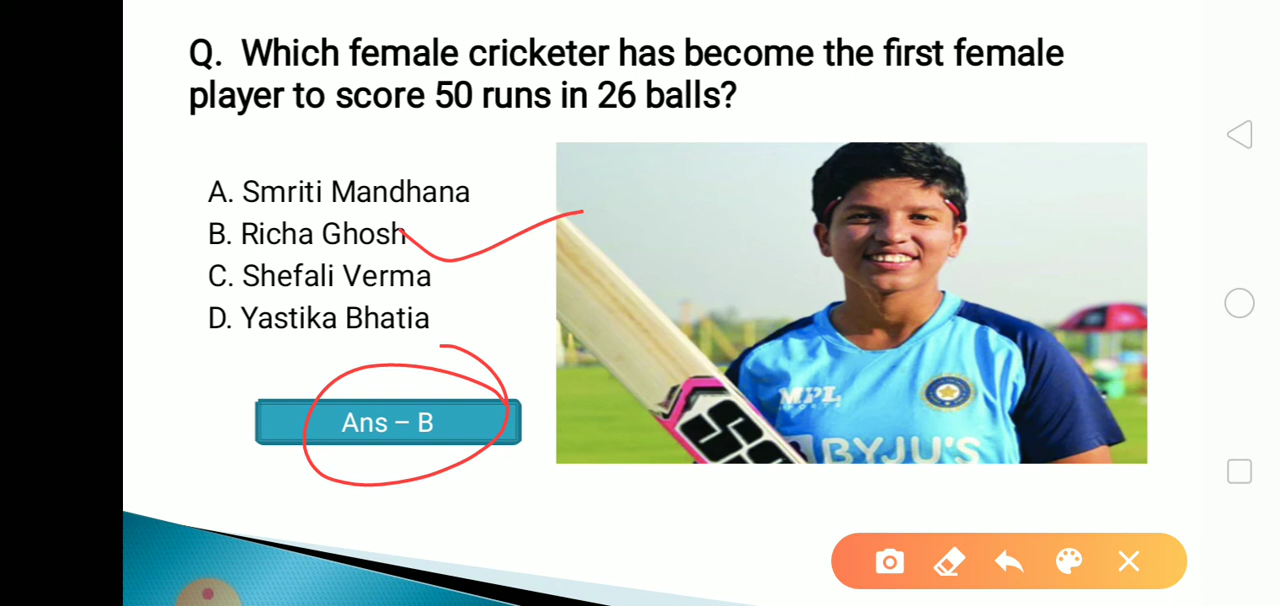 Q. Which female cricketer has become the first female
player to score 50 runs in 26 balls?
A. Smriti Mandhana
B. Richa Ghosh
C. Shefali Verma
D. Yastika Bhatia
Ans – B
MPL
SPORTS
BYJU'S